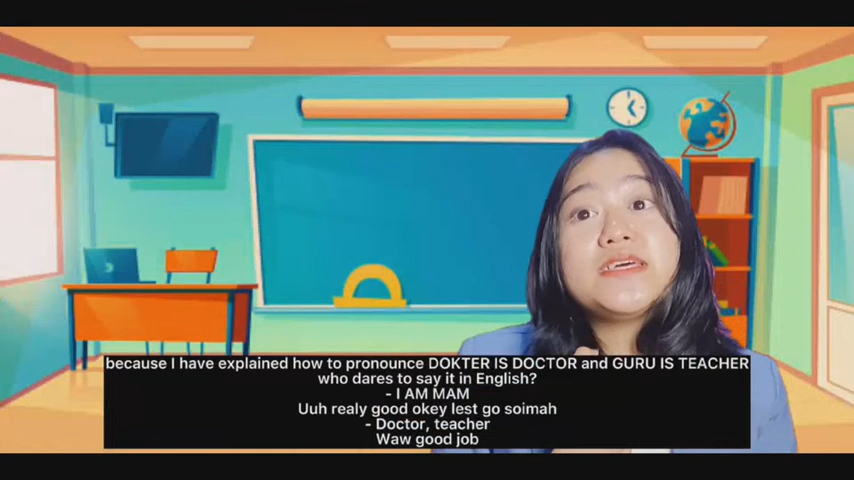 because I have explained how to pronounce DOKTER IS DOCTOR and GURU IS TEACHER
who dares to say it in English?
- I AM MAM
Uuh realy good okey lest go soimah
- Doctor, teacher
Waw good job